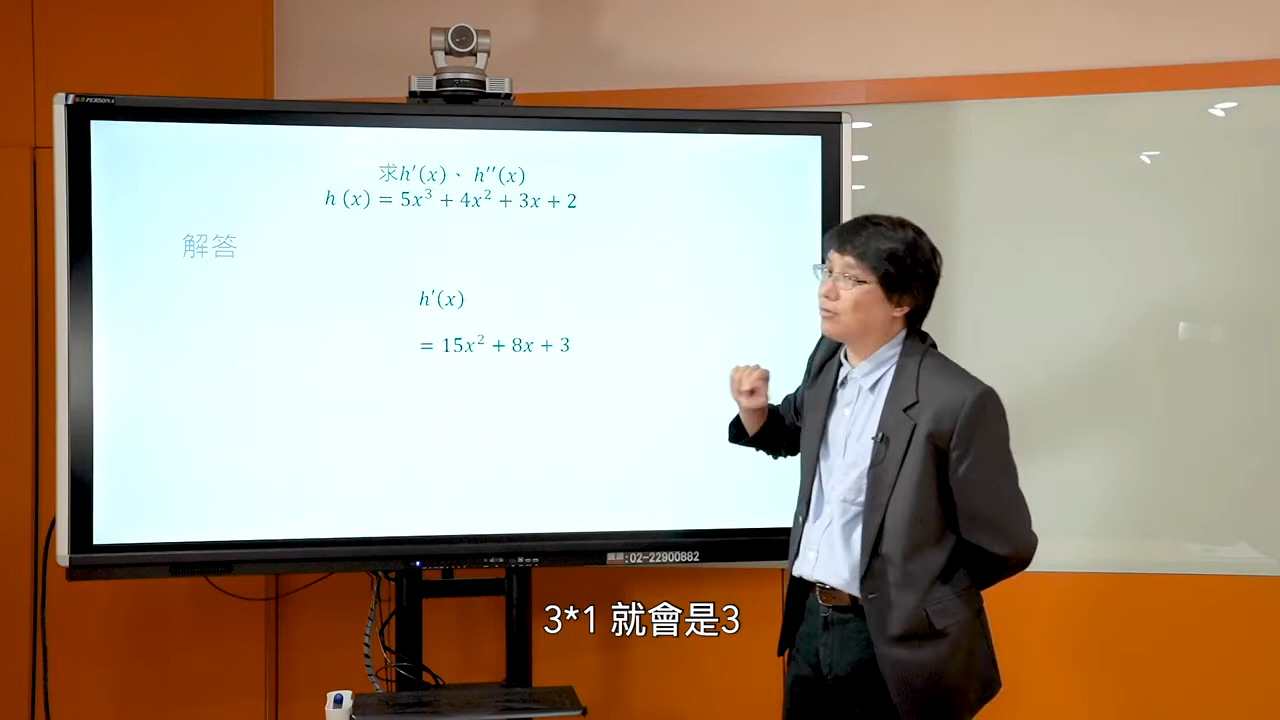 PERSONA
求h′(x)、 h′′(x)
h (x) = 5x³ + 4x² + 3x + 2
解答
h′(x)
= 15x² + 8x + 3
:02-22900882
3*1 就會是3